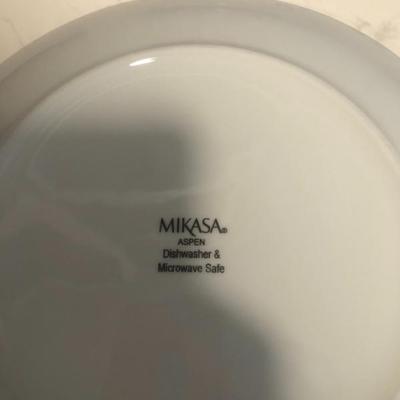 MIKASA®
ASPEN
Dishwasher &
Microwave Safe